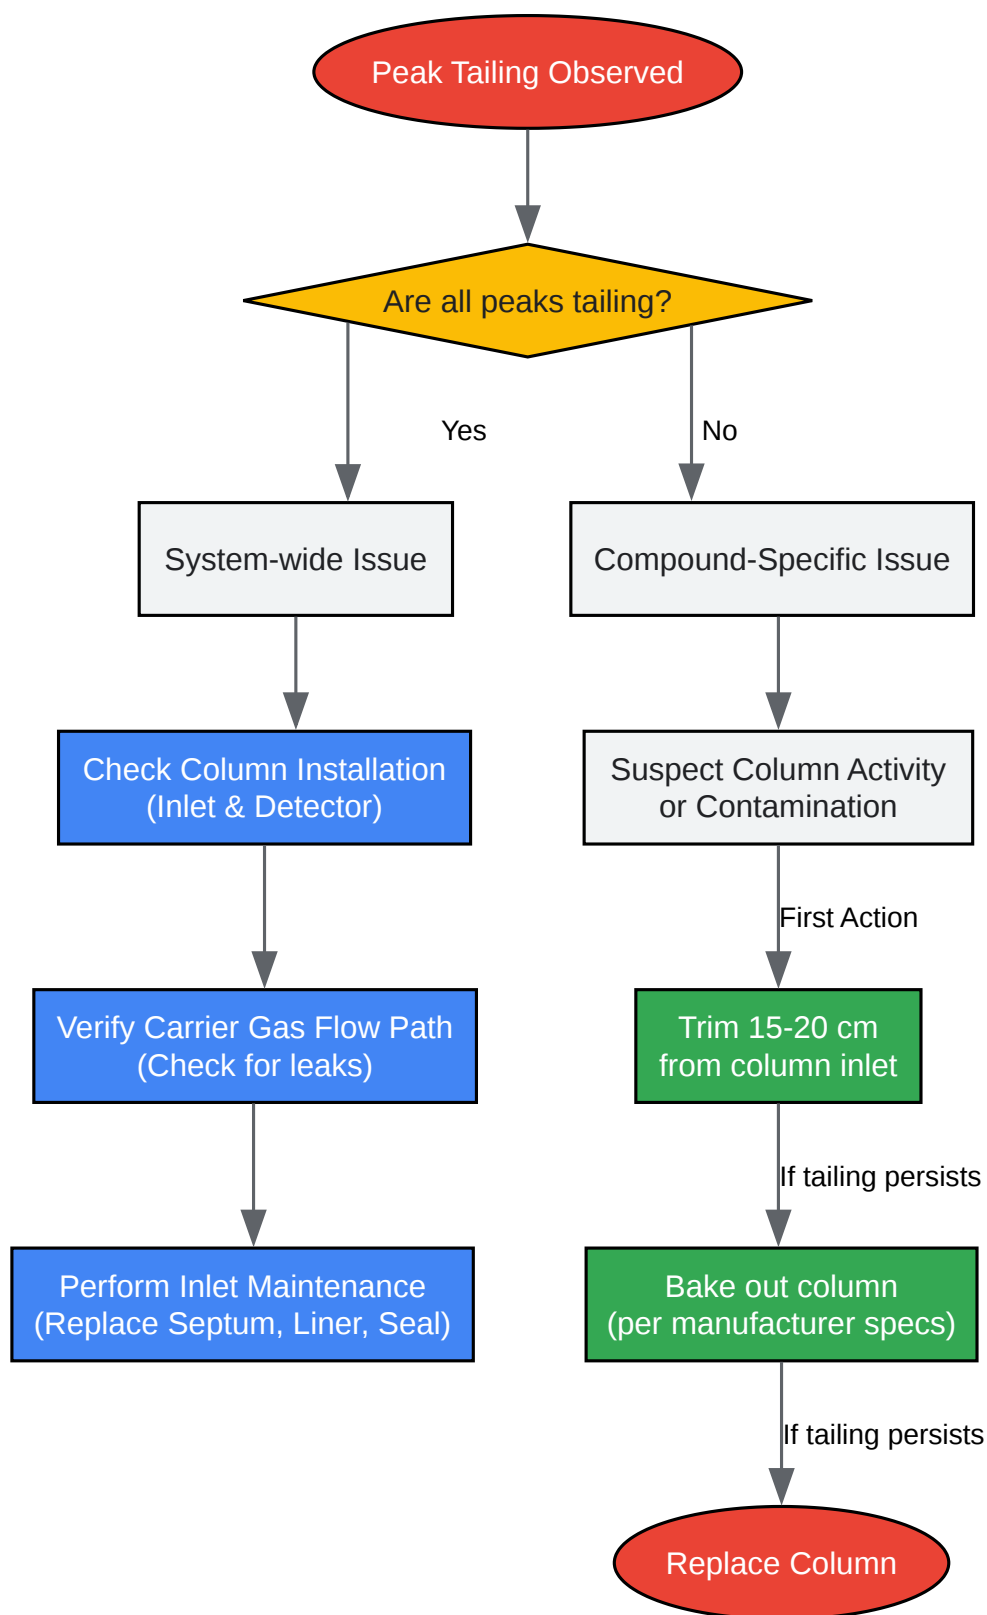 Peak Tailing Observed
Are all peaks tailing?
Yes
No
System-wide Issue
Compound-Specific Issue
Check Column Installation
(Inlet & Detector)
Suspect Column Activity
or Contamination
First Action
Verify Carrier Gas Flow Path
(Check for leaks)
Trim 15-20 cm
from column inlet
If tailing persists
Perform Inlet Maintenance
(Replace Septum, Liner, Seal)
Bake out column
(per manufacturer specs)
If tailing persists
Replace Column